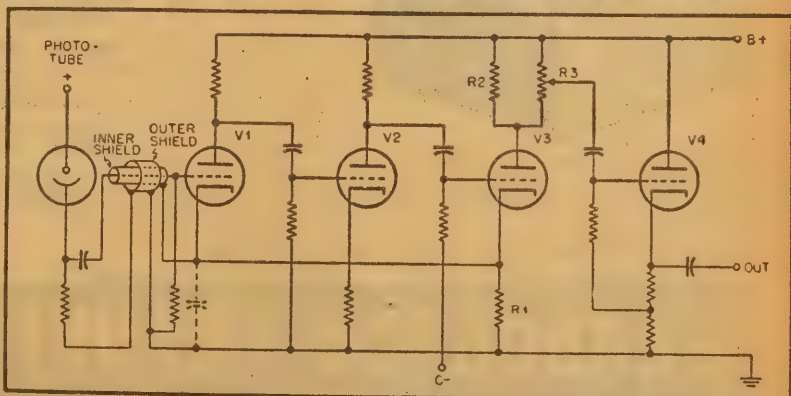 PHOTO-
TUBE
+
INNER
SHIELD
OUTER
SHIELD
V1
V2
R2
R3
V3
V4
B+
OUT
R1
C-